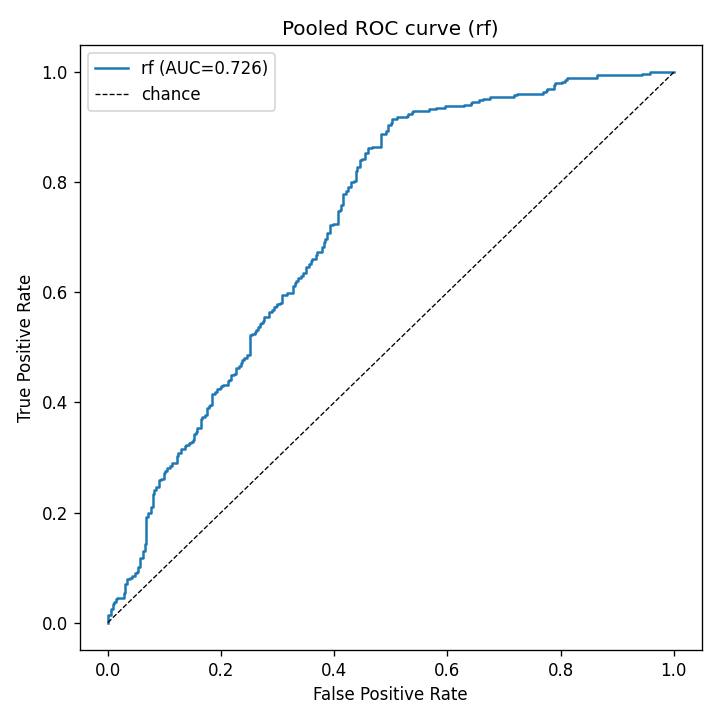 Pooled ROC curve (rf)
rf (AUC=0.726)
chance
1.0
0.8
0.6
0.4
0.2
0.0
True Positive Rate
0.0 0.2 0.4 0.6 0.8 1.0
False Positive Rate